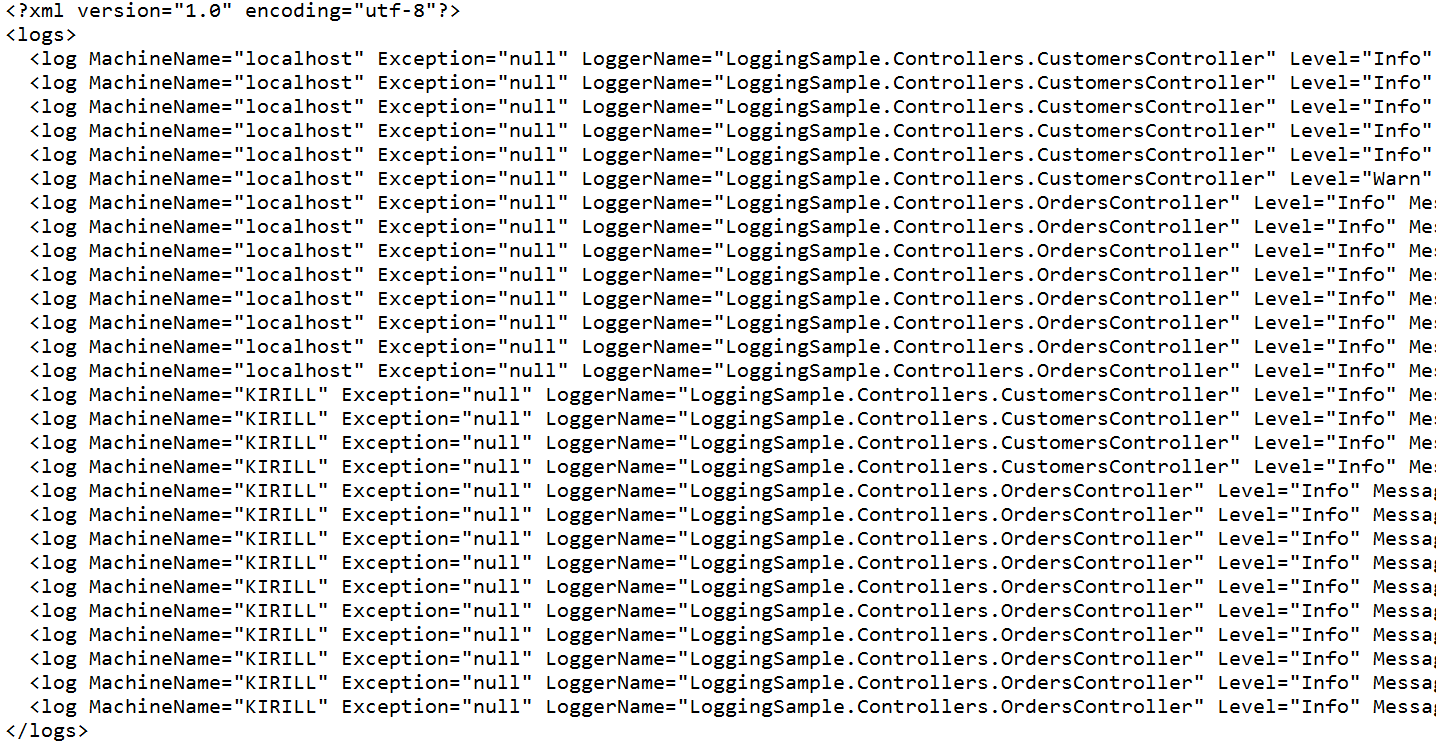 <?xml version="1.0" encoding="utf-8"?>
<logs>
<log MachineName="localhost" Exception="null" LoggerName="LoggingSample.Controllers.CustomersController" Level="Info"
<log MachineName="localhost" Exception="null" LoggerName="LoggingSample.Controllers.CustomersController" Level="Info"
<log MachineName="localhost" Exception="null" LoggerName="LoggingSample.Controllers.CustomersController" Level="Info"
<log MachineName="localhost" Exception="null" LoggerName="LoggingSample.Controllers.CustomersController" Level="Info"
<log MachineName="localhost" Exception="null" LoggerName="LoggingSample.Controllers.CustomersController" Level="Info"
<log MachineName="localhost" Exception="null" LoggerName="LoggingSample.Controllers.CustomersController" Level="Warn"
<log MachineName="localhost" Exception="null" LoggerName="LoggingSample.Controllers.OrdersController" Level="Info" Mes
<log MachineName="localhost" Exception="null" LoggerName="LoggingSample.Controllers.OrdersController" Level="Info" Mes
<log MachineName="localhost" Exception="null" LoggerName="LoggingSample.Controllers.OrdersController" Level="Info" Mes
<log MachineName="localhost" Exception="null" LoggerName="LoggingSample.Controllers.OrdersController" Level="Info" Mes
<log MachineName="localhost" Exception="null" LoggerName="LoggingSample.Controllers.OrdersController" Level="Info" Mes
<log MachineName="localhost" Exception="null" LoggerName="LoggingSample.Controllers.OrdersController" Level="Info" Mes
<log MachineName="localhost" Exception="null" LoggerName="LoggingSample.Controllers.OrdersController" Level="Info" Mes
<log MachineName="localhost" Exception="null" LoggerName="LoggingSample.Controllers.OrdersController" Level="Info" Mes
<log MachineName="KIRILL" Exception="null" LoggerName="LoggingSample.Controllers.CustomersController" Level="Info" Mes
<log MachineName="KIRILL" Exception="null" LoggerName="LoggingSample.Controllers.CustomersController" Level="Info" Mes
<log MachineName="KIRILL" Exception="null" LoggerName="LoggingSample.Controllers.CustomersController" Level="Info" Mes
<log MachineName="KIRILL" Exception="null" LoggerName="LoggingSample.Controllers.CustomersController" Level="Info" Mes
<log MachineName="KIRILL" Exception="null" LoggerName="LoggingSample.Controllers.OrdersController" Level="Info" Messag
<log MachineName="KIRILL" Exception="null" LoggerName="LoggingSample.Controllers.OrdersController" Level="Info" Messag
<log MachineName="KIRILL" Exception="null" LoggerName="LoggingSample.Controllers.OrdersController" Level="Info" Messag
<log MachineName="KIRILL" Exception="null" LoggerName="LoggingSample.Controllers.OrdersController" Level="Info" Messag
<log MachineName="KIRILL" Exception="null" LoggerName="LoggingSample.Controllers.OrdersController" Level="Info" Messag
<log MachineName="KIRILL" Exception="null" LoggerName="LoggingSample.Controllers.OrdersController" Level="Info" Messag
<log MachineName="KIRILL" Exception="null" LoggerName="LoggingSample.Controllers.OrdersController" Level="Info" Messag
<log MachineName="KIRILL" Exception="null" LoggerName="LoggingSample.Controllers.OrdersController" Level="Info" Messag
<log MachineName="KIRILL" Exception="null" LoggerName="LoggingSample.Controllers.OrdersController" Level="Info" Messag
<log MachineName="KIRILL" Exception="null" LoggerName="LoggingSample.Controllers.OrdersController" Level="Info" Messag
</logs>